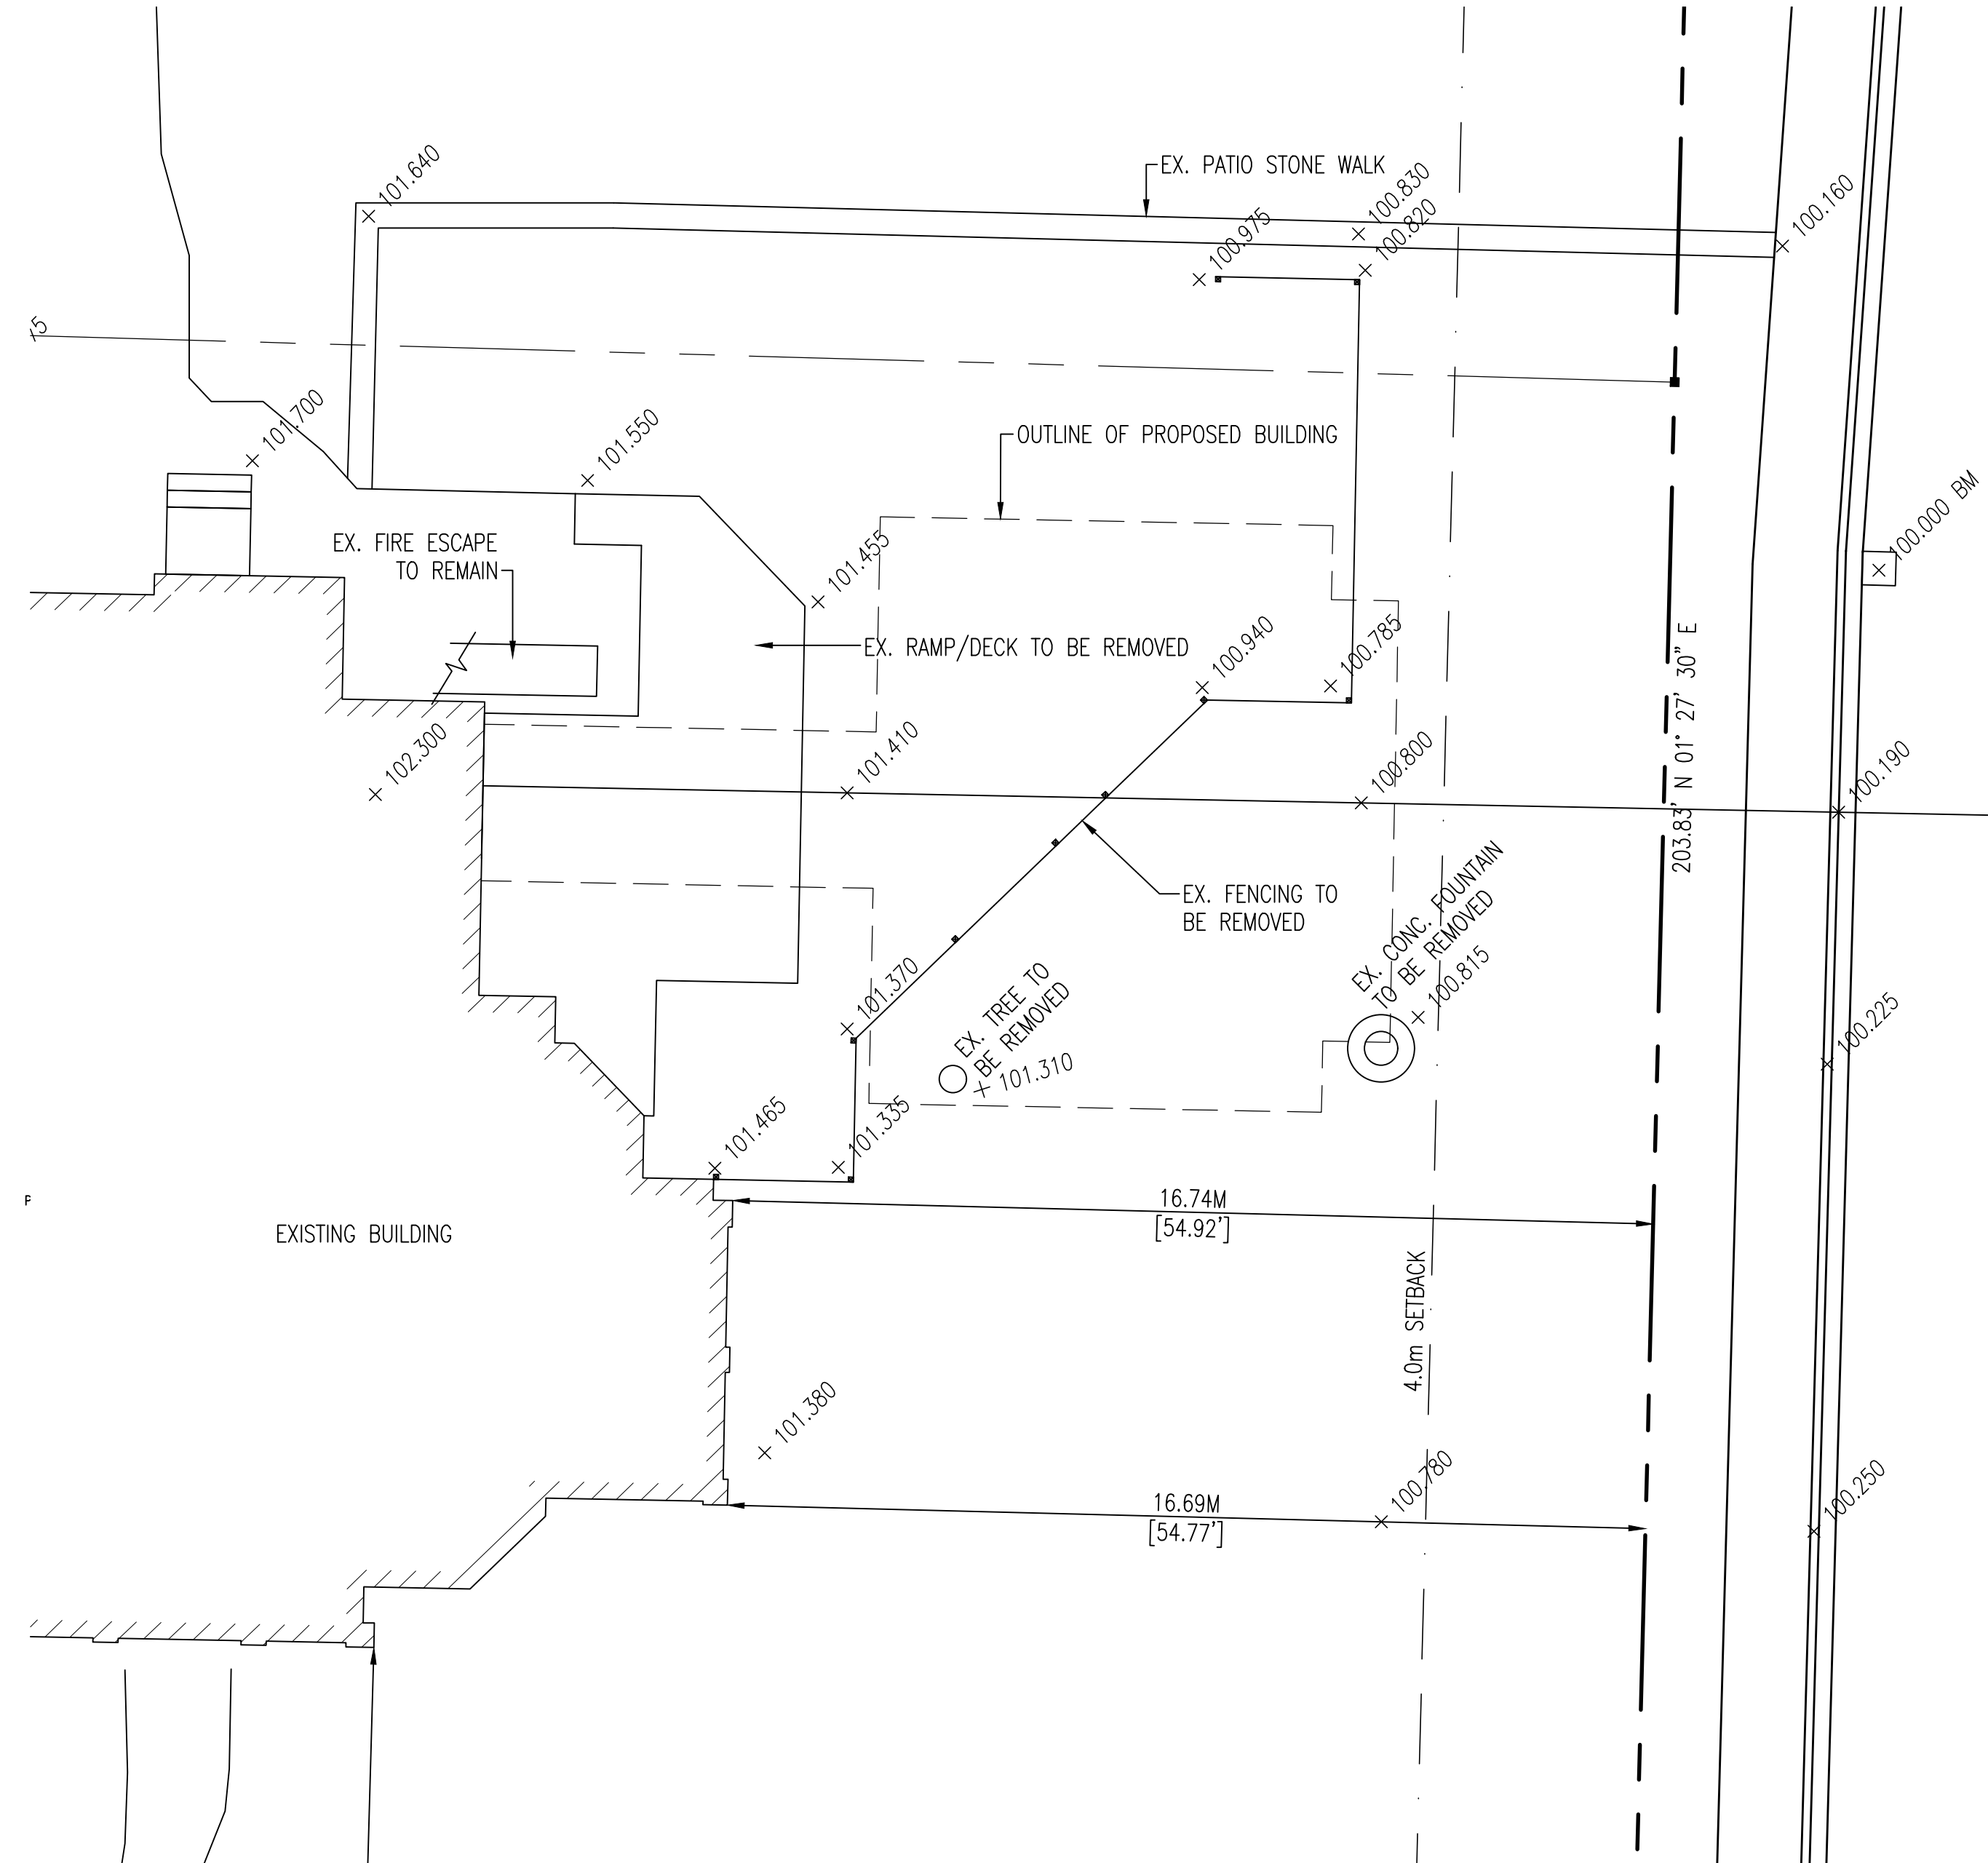 101.640
EX. PATIO STONE WALK
100.830
100.820
100.975
100.160
5
101.700
101.550
OUTLINE OF PROPOSED BUILDING
100.000 BM
EX. FIRE ESCAPE
TO REMAIN
101.455
EX. RAMP/DECK TO BE REMOVED
100.940
100.785
203.83' N 01° 27' 30" E
102.300
101.410
100.800
100.190
EX. FENCING TO
BE REMOVED
EX. CONC. FOUNTAIN
TO BE REMOVED
100.815
101.370
EX. TREE TO
BE REMOVED
101.310
100.225
101.465
101.335
P
16.74M
[54.92']
EXISTING BUILDING
4.0m SETBACK
101.380
100.780
16.69M
[54.77']
100.250